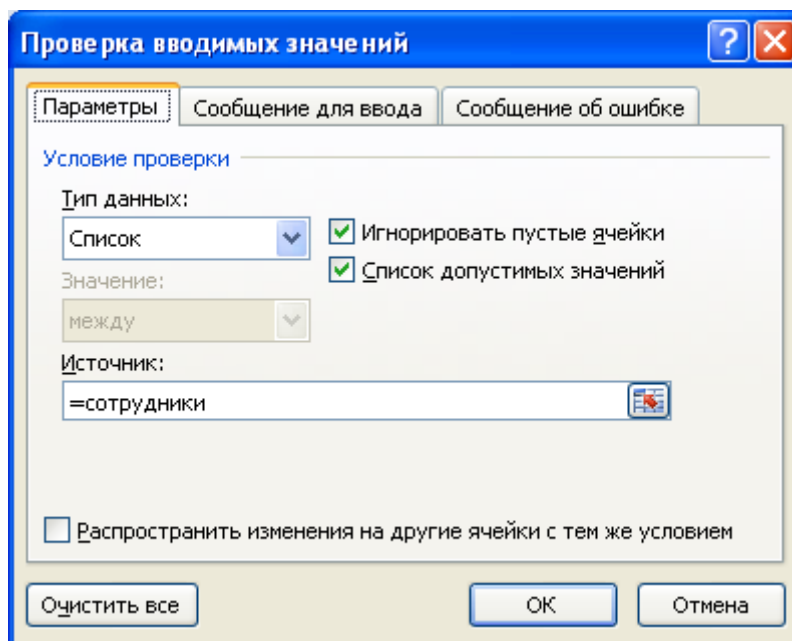 Проверка вводимых значений
Параметры Сообщение для ввода Сообщение об ошибке
Условие проверки
Тип данных:
Список
Игнорировать пустые ячейки
Список допустимых значений
Значение:
между
Источник:
=сотрудники
Распространить изменения на другие ячейки с тем же условием
Очистить все ОК Отмена